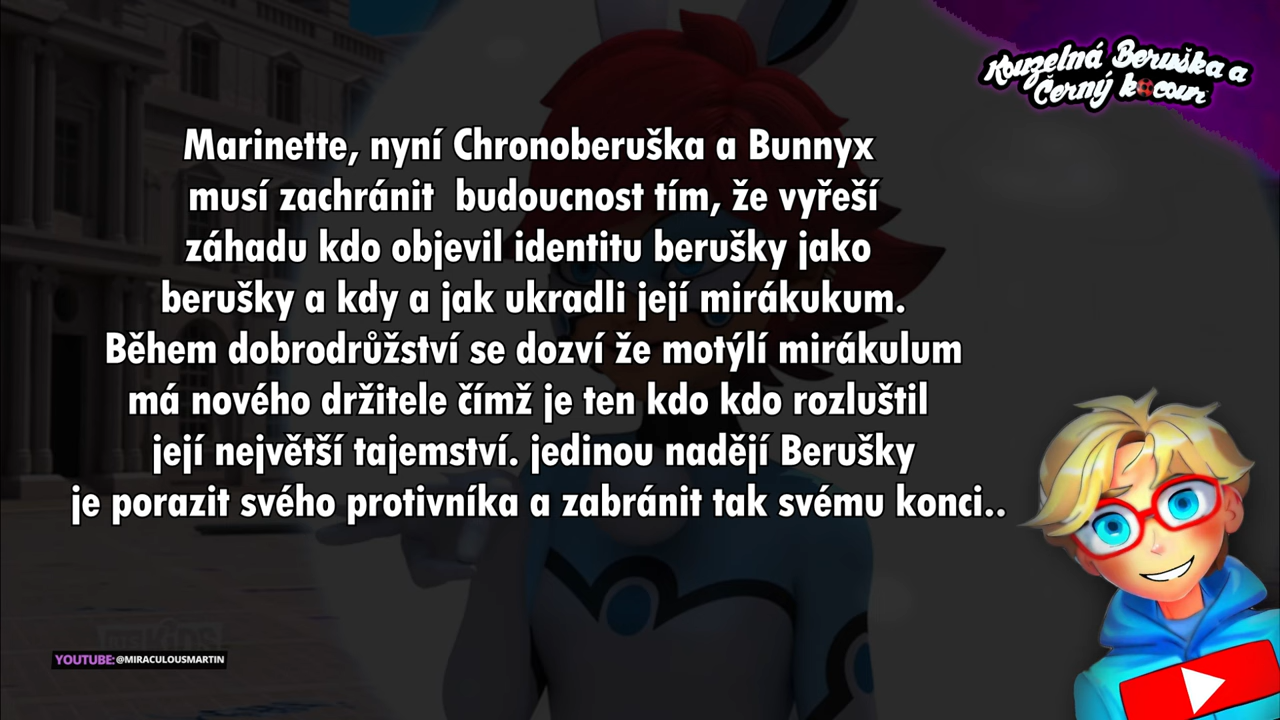 Kouzelná Beruška a
Černý kocour
Marinette, nyní Chronoberuška a Bunnyx
musí zachránit  budoucnost tím, že vyřeší
záhadu kdo objevil identitu berušky jako
berušky a kdy a jak ukradli její mirákukum.
Během dobrodrůžství se dozví že motýlí mirákulum
má nového držitele čímž je ten kdo kdo rozluštil
její největší tajemství. jedinou nadějí Berušky
je porazit svého protivníka a zabránit tak svému konci..
YOUTUBE:@MIRACULOUSMARTIN